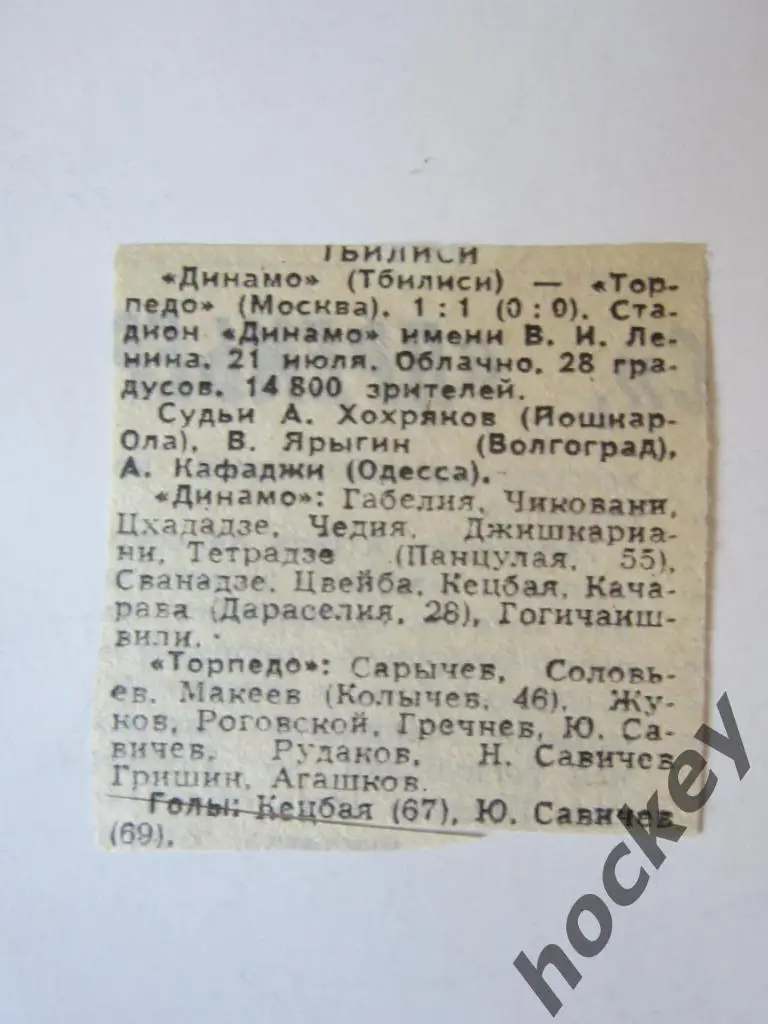 ТБИЛИСИ
«Динамо» (Тбилиси) — «Тор-
педо» (Москва). 1 : 1 (0 : 0). Ста-
дион «Динамо» имени В. И. Ле-
нина. 21 июля. Облачно. 28 гра-
дусов. 14 800 зрителей.
Судьи А. Хохряков (Йошкар-
Ола), В. Ярыгин (Волгоград),
А. Кафаджи (Одесса).
«Динамо»: Габелия, Чиковани,
Цхададзе, Чедия, Джишкариа-
ни, Тетрадзе (Панцулая, 55),
Сванадзе, Цвейба, Кецбая, Кача-
рава (Дараселия, 28), Гогичаиш-
вили.
«Торпедо»: Сарычев, Соловь-
ев, Макеев (Колычев, 46), Жу-
ков, Роговской, Гречнев, Ю. Са-
вичев, Рудаков, Н. Савичев
Гришин, Агашков.
Голы: Кецбая (67), Ю. Савичев
(69).
hockey